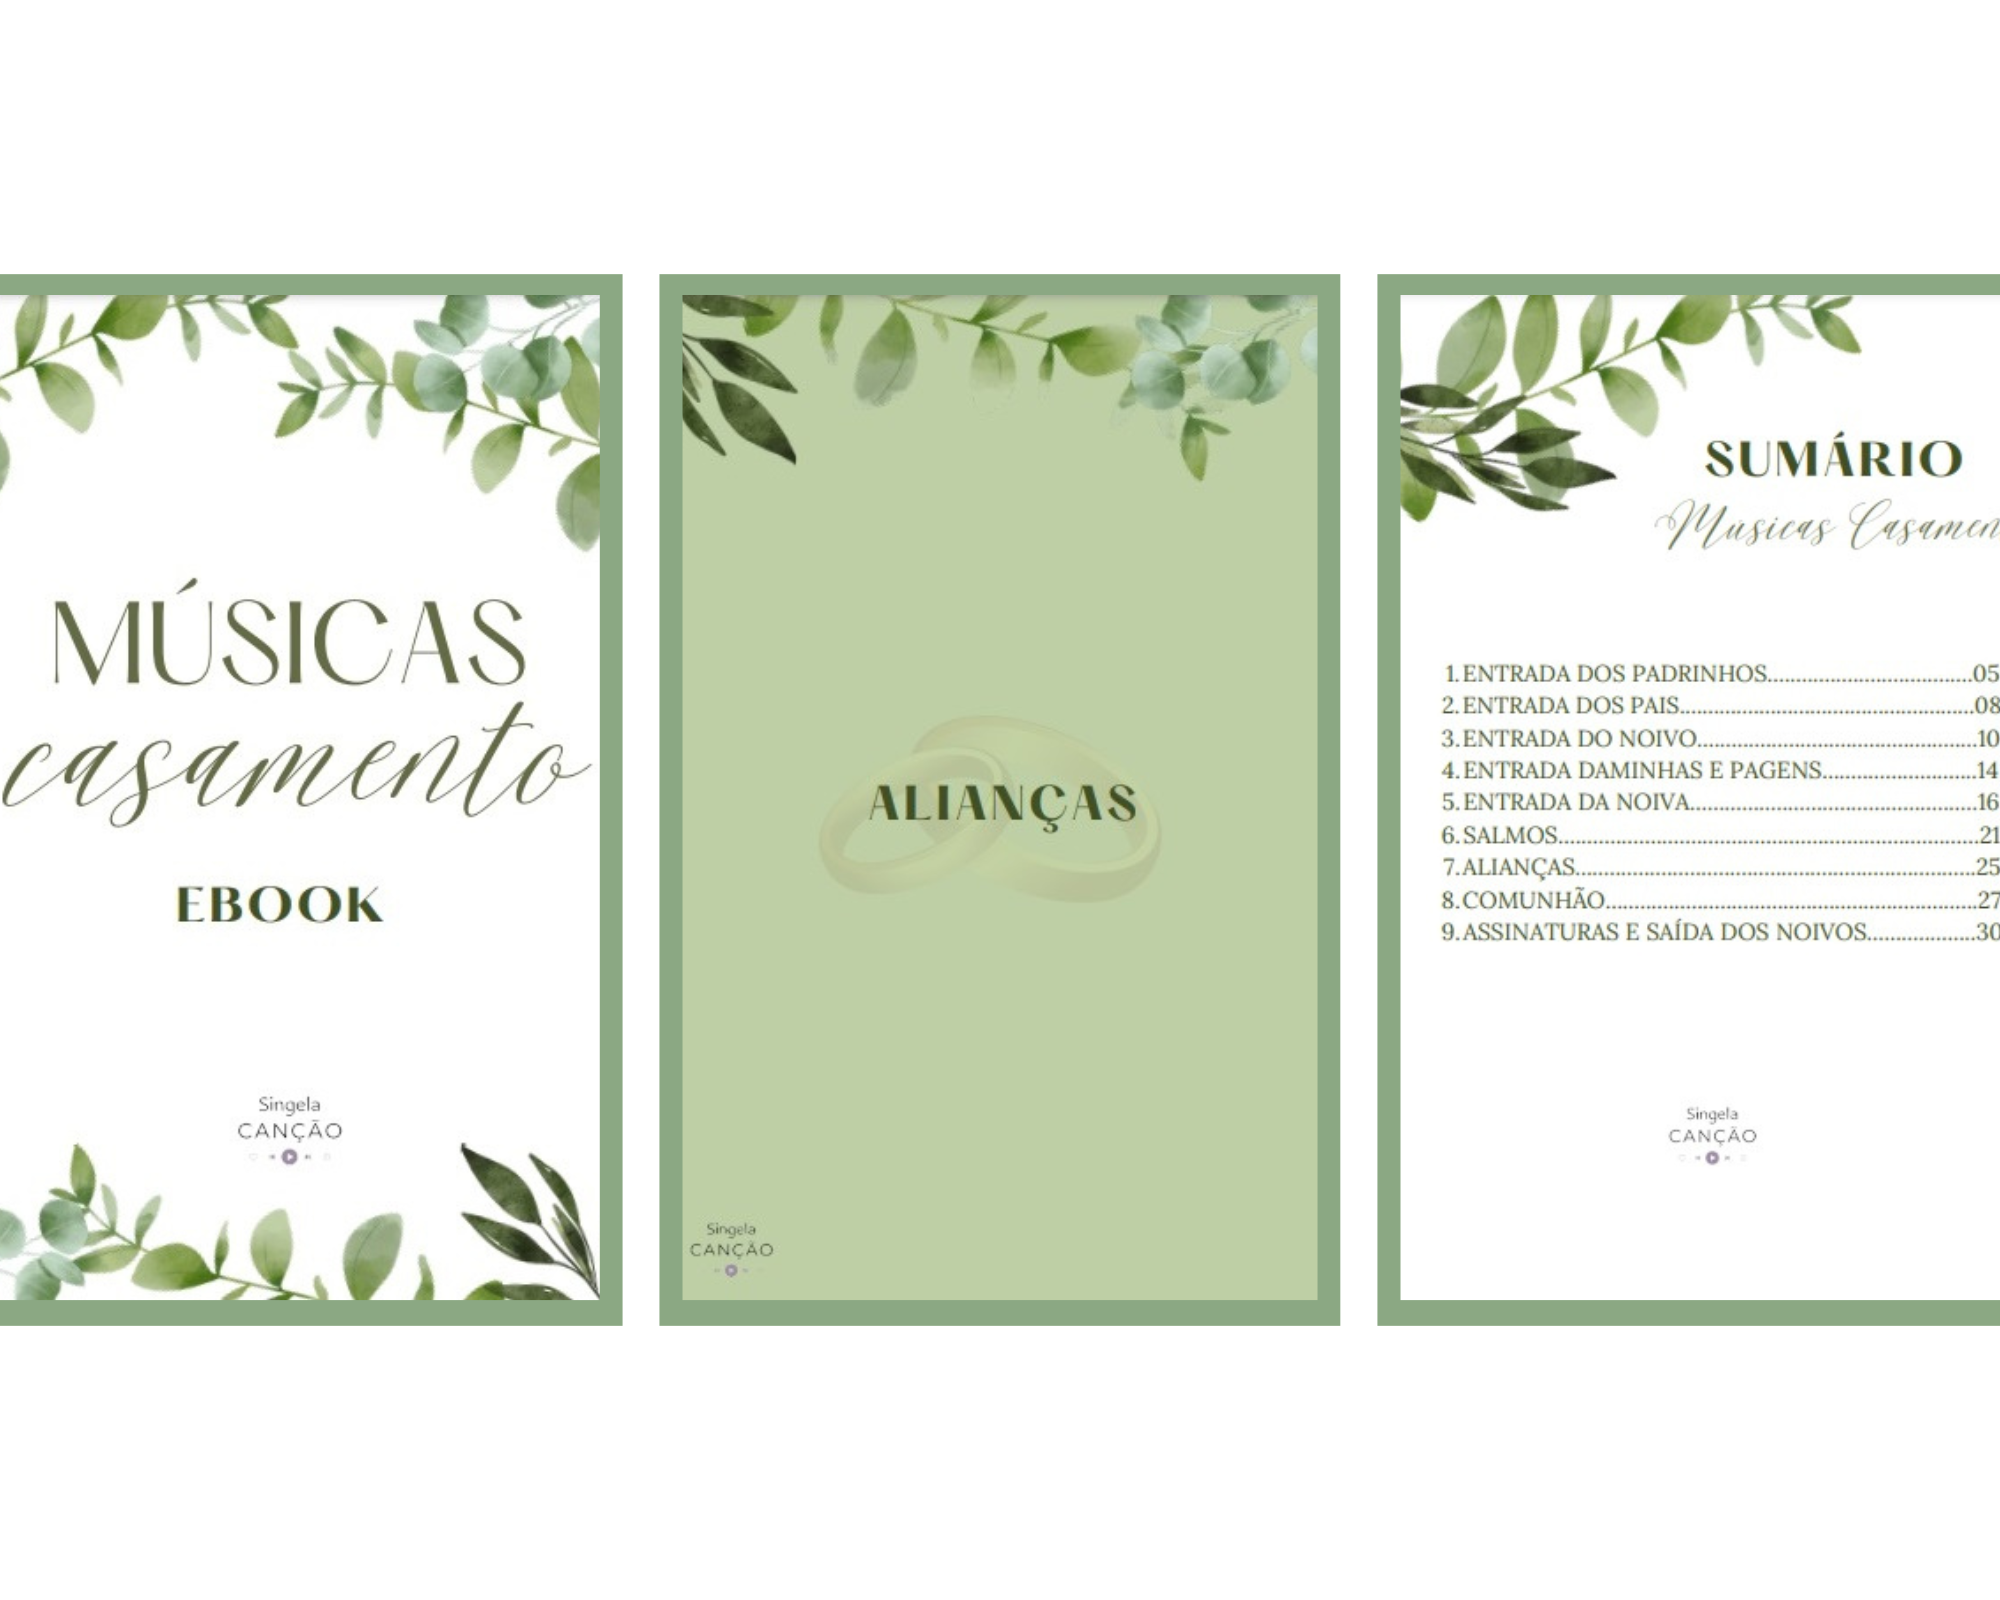 MÚSICAS
casamento
EBOOK
Singela
CANÇÃO
ALIANÇAS
Singela
CANÇÃO
SUMÁRIO
Músicas Casamen
1. ENTRADA DOS PADRINHOS....................................05
2. ENTRADA DOS PAIS....................................................08
3. ENTRADA DO NOIVO.................................................10
4. ENTRADA DAMINHAS E PAGENS...........................14
5. ENTRADA DA NOIVA..................................................16
6. SALMOS..........................................................................21
7. ALIANÇAS.......................................................................25
8. COMUNHÃO..................................................................27
9. ASSINATURAS E SAÍDA DOS NOIVOS...................30
Singela
CANÇÃO